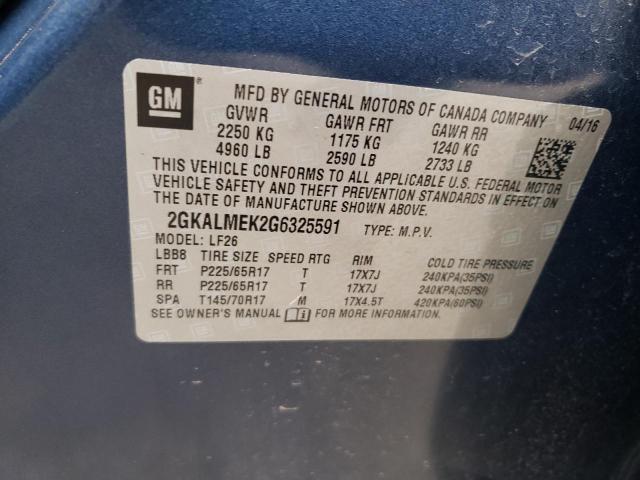 GM ®
MFD BY GENERAL MOTORS OF CANADA COMPANY 04/16
GVWR GAWR FRT GAWR RR
2250 KG 1175 KG 1240 KG
4960 LB 2590 LB 2733 LB
THIS VEHICLE CONFORMS TO ALL APPLICABLE U.S. FEDERAL MOTOR
VEHICLE SAFETY AND THEFT PREVENTION STANDARDS IN EFFECT ON
THE DATE OF MANUFACTURE SHOWN ABOVE.
2GKALMEK2G6325591 TYPE: M.P.V.
MODEL: LF26
LBB8 TIRE SIZE SPEED RTG RIM COLD TIRE PRESSURE
FRT P225/65R17 T 17X7J 240KPA(35PSI)
RR P225/65R17 T 17X7J 240KPA(35PSI)
SPA T145/70R17 M 17X4.5T 420KPA(60PSI)
SEE OWNER'S MANUAL FOR MORE INFORMATION.